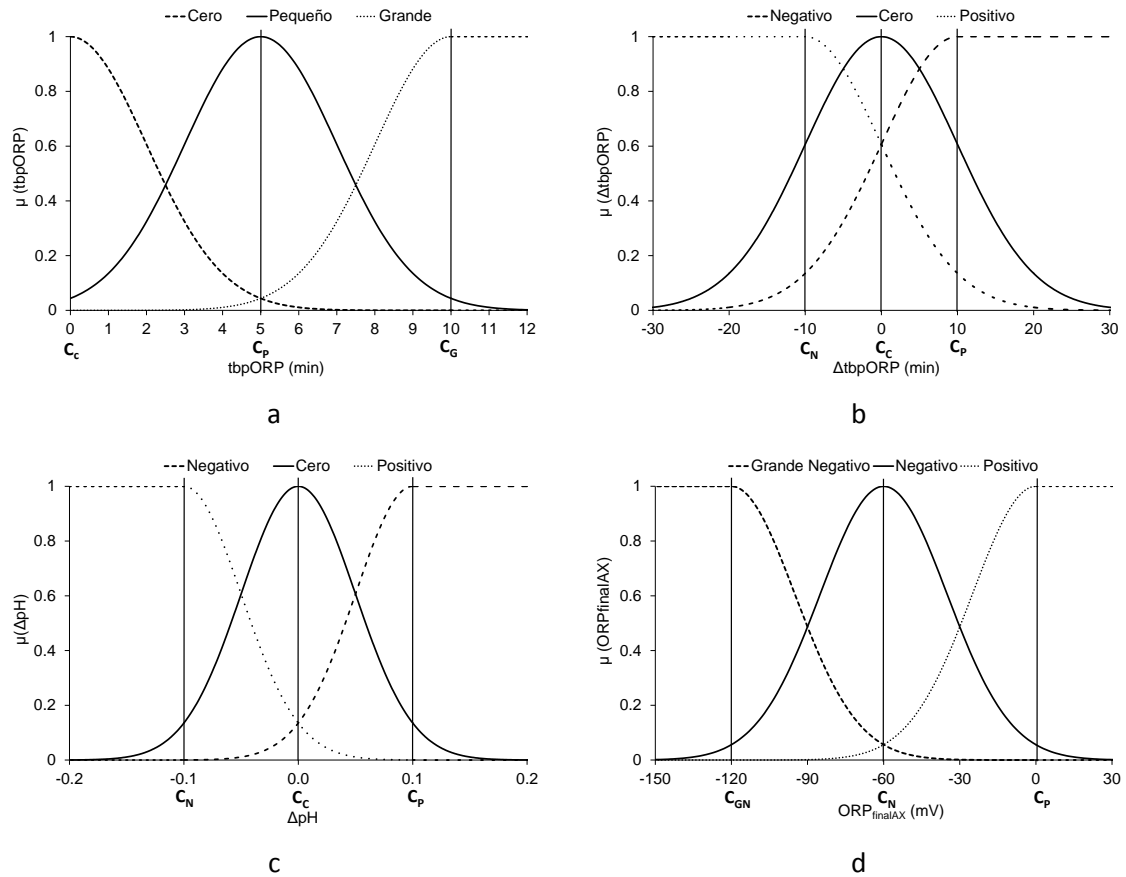 Cero Pequeño Grande
1
0.8
0.6
0.4
0.2
0
µ (tbpORP)
0 1 2 3 4 5 6 7 8 9 10 11 12
Cc CP CG
tbpORP (min)
a
Negativo Cero Positivo
1
0.8
0.6
0.4
0.2
0
µ (ΔtbpORP)
-30 -20 -10 0 10 20 30
CN CC CP
ΔtbpORP (min)
b
Negativo Cero Positivo
1
0.8
0.6
0.4
0.2
0
µ(ΔpH)
-0.2 -0.1 0.0 0.1 0.2
CN CC CP
ΔpH
c
Grande Negativo Negativo Positivo
1
0.8
0.6
0.4
0.2
0
µ (ORPfinalAX)
-150 -120 -90 -60 -30 0 30
CGN CN CP
ORPfinalAX (mV)
d